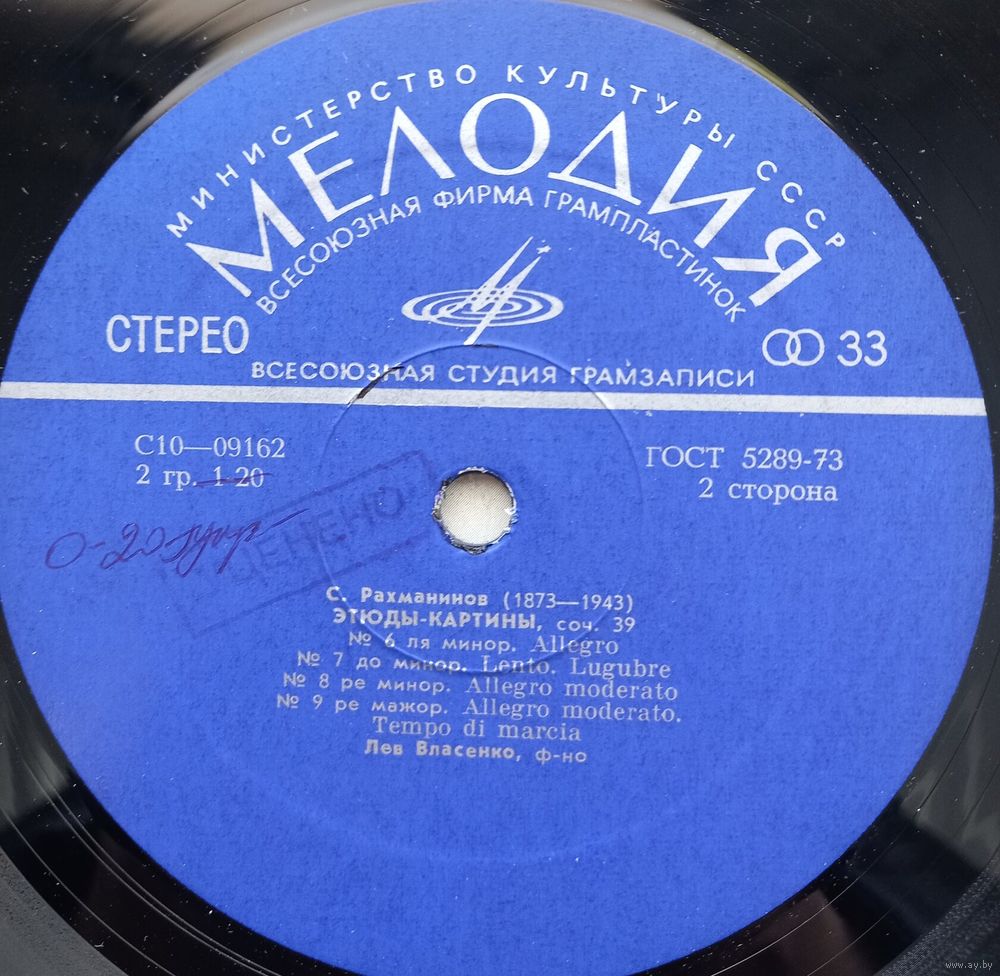 МИНИСТЕРСТВО КУЛЬТУРЫ СССР
МЕЛОДИЯ
ВСЕСОЮЗНАЯ ФИРМА ГРАМПЛАСТИНОК
СТЕРЕО
33
ВСЕСОЮЗНАЯ СТУДИЯ ГРАМЗАПИСИ
С10—09162
ГОСТ 5289-73
2 гр. 1-20
2 сторона
0-20
УЦЕНЕНО
С. Рахманинов (1873—1943)
ЭТЮДЫ-КАРТИНЫ, соч. 39
№ 6 ля минор. Allegro
№ 7 до минор. Lento. Lugubre
№ 8 ре минор. Allegro moderato
№ 9 ре мажор. Allegro moderato.
Tempo di marcia
Лев Власенко, ф-но
www.ay.by